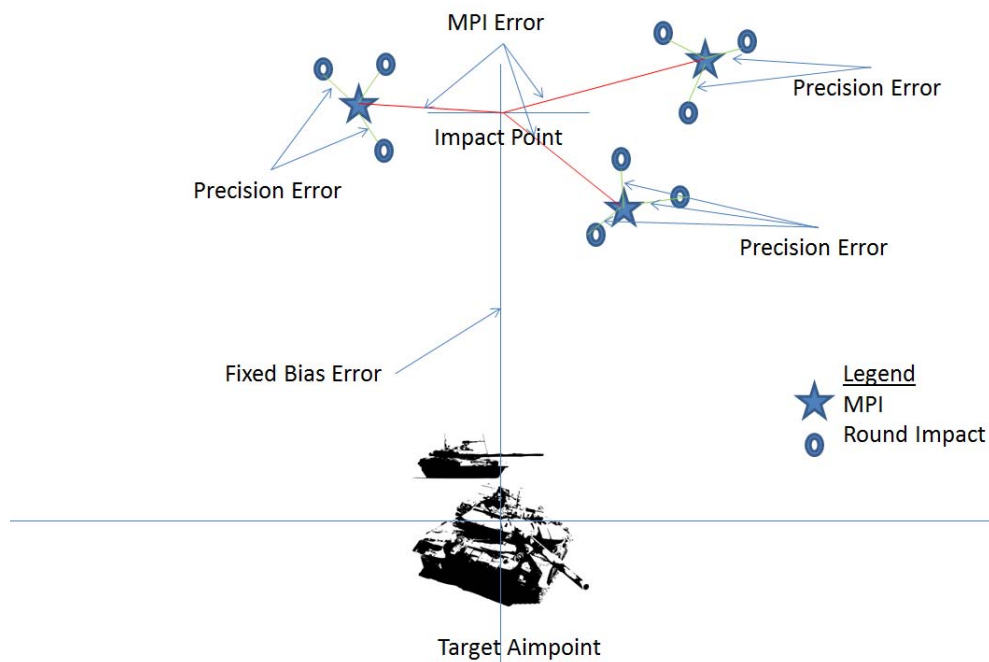 MPI Error
Precision Error
Impact Point
Precision Error
Precision Error
Fixed Bias Error
Legend
MPI
Round Impact
Target Aimpoint